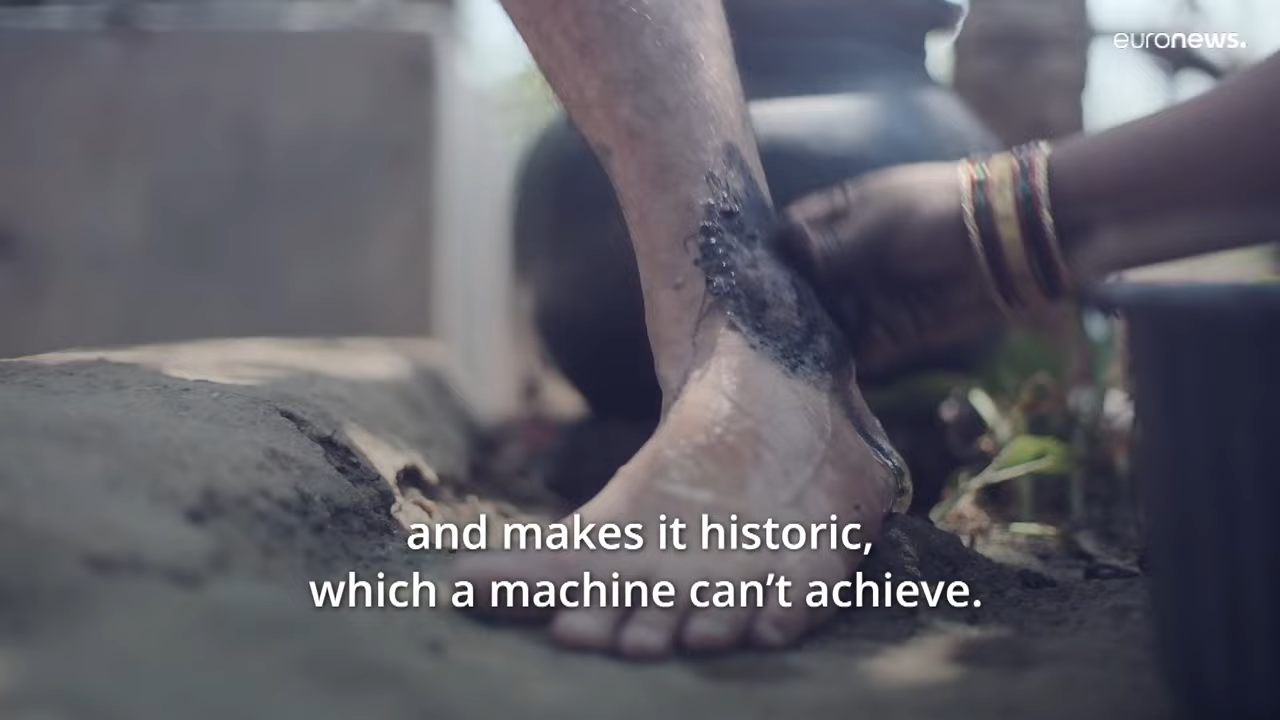 euronews.
and makes it historic,
which a machine can’t achieve.